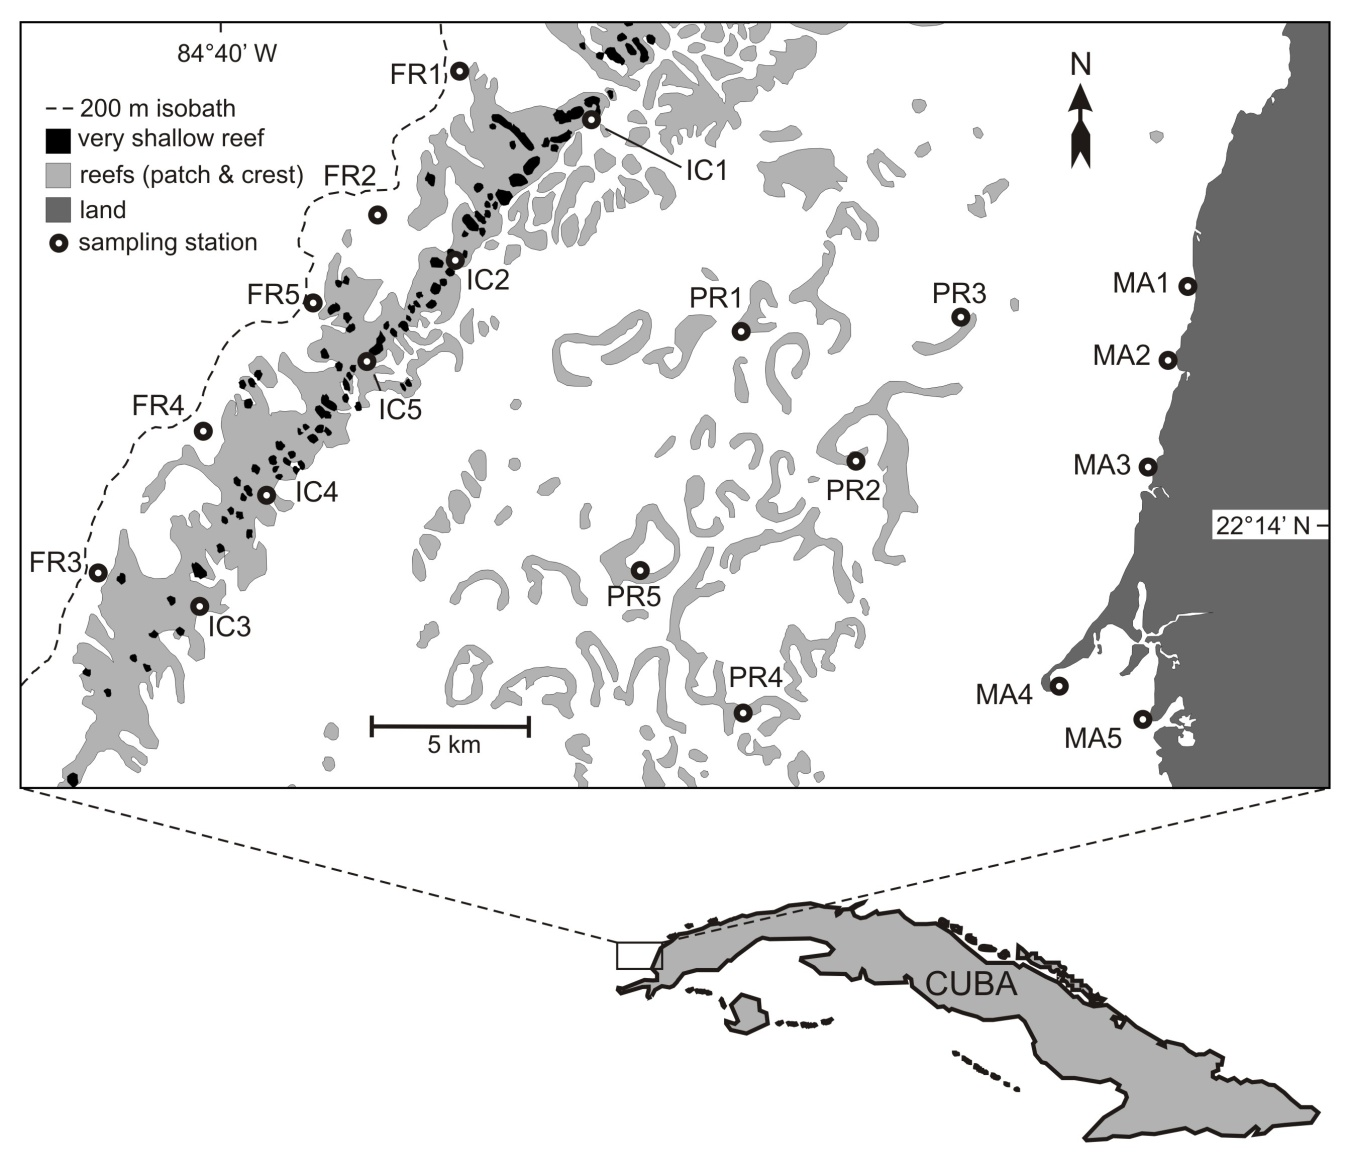 84°40' W
N
FR1
200 m isobath
very shallow reef
IC1
FR2
reefs (patch & crest)
land
sampling station
IC2
MA1
FR5
PR1
PR3
MA2
FR4
IC5
MA3
IC4
PR2
22°14' N
FR3
PR5
IC3
PR4
MA4
5 km
MA5
CUBA